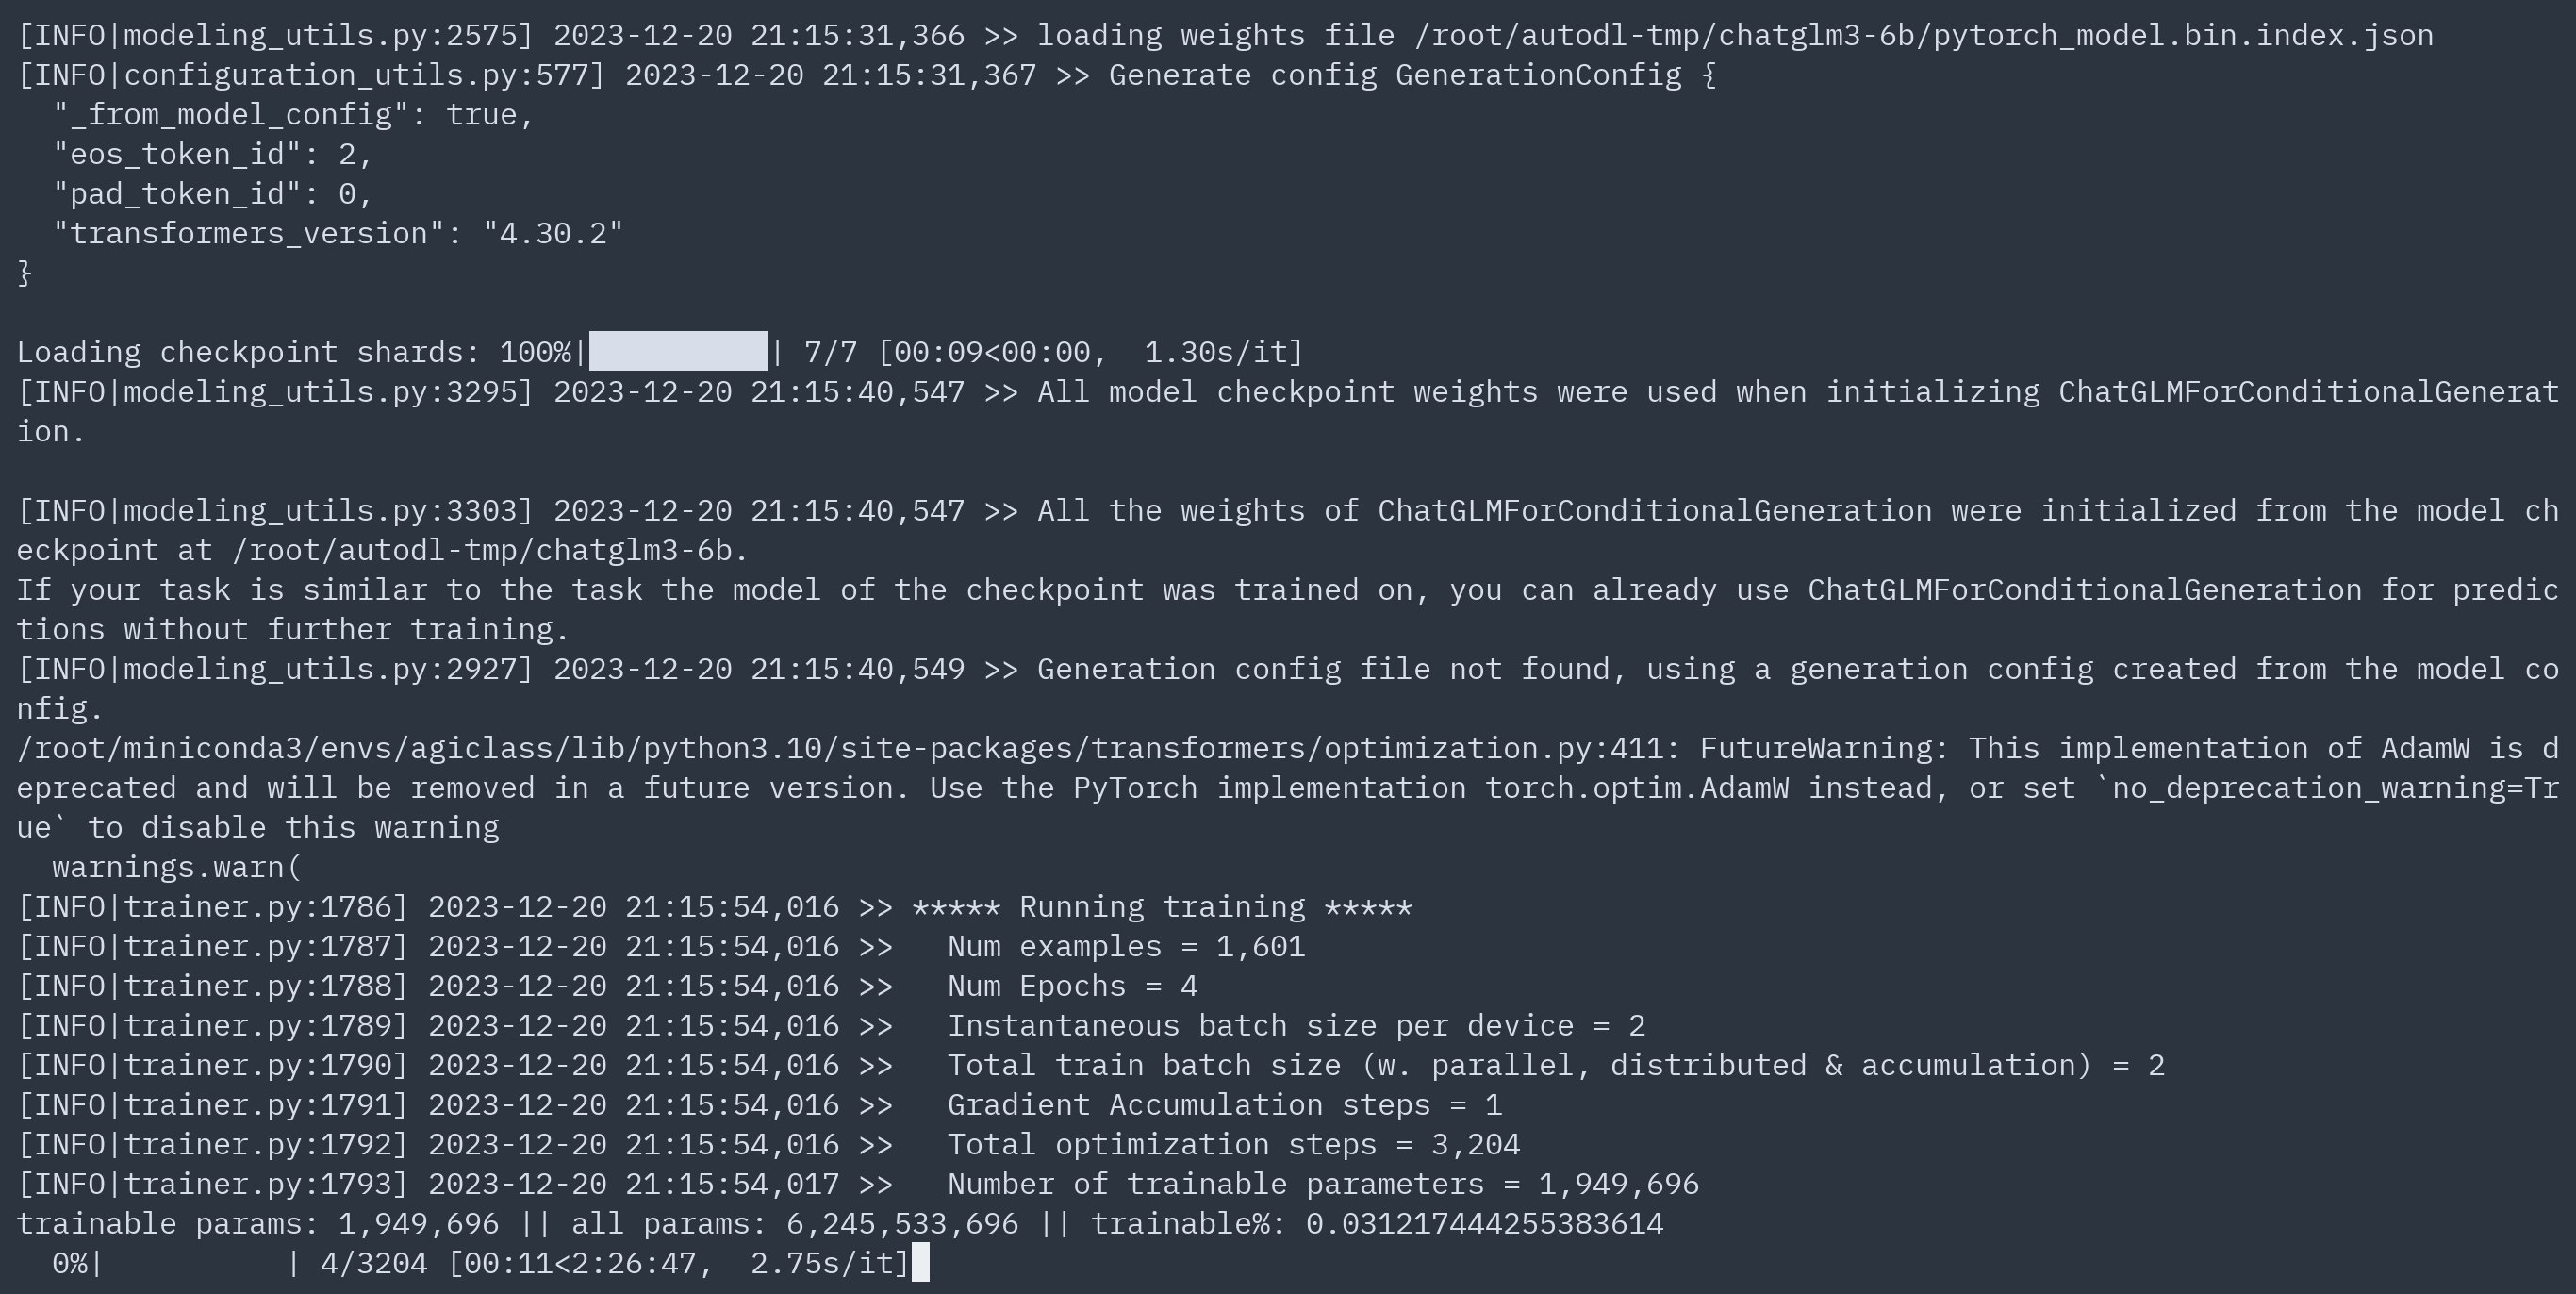 [INFO|modeling_utils.py:2575] 2023-12-20 21:15:31,366 >> loading weights file /root/autodl-tmp/chatglm3-6b/pytorch_model.bin.index.json
[INFO|configuration_utils.py:577] 2023-12-20 21:15:31,367 >> Generate config GenerationConfig {
  "_from_model_config": true,
  "eos_token_id": 2,
  "pad_token_id": 0,
  "transformers_version": "4.30.2"
}
Loading checkpoint shards: 100%|██████████| 7/7 [00:09<00:00,  1.30s/it]
[INFO|modeling_utils.py:3295] 2023-12-20 21:15:40,547 >> All model checkpoint weights were used when initializing ChatGLMForConditionalGenerat
ion.
[INFO|modeling_utils.py:3303] 2023-12-20 21:15:40,547 >> All the weights of ChatGLMForConditionalGeneration were initialized from the model ch
eckpoint at /root/autodl-tmp/chatglm3-6b.
If your task is similar to the task the model of the checkpoint was trained on, you can already use ChatGLMForConditionalGeneration for predic
tions without further training.
[INFO|modeling_utils.py:2927] 2023-12-20 21:15:40,549 >> Generation config file not found, using a generation config created from the model co
nfig.
/root/miniconda3/envs/agiclass/lib/python3.10/site-packages/transformers/optimization.py:411: FutureWarning: This implementation of AdamW is d
eprecated and will be removed in a future version. Use the PyTorch implementation torch.optim.AdamW instead, or set `no_deprecation_warning=Tr
ue` to disable this warning
  warnings.warn(
[INFO|trainer.py:1786] 2023-12-20 21:15:54,016 >> ***** Running training *****
[INFO|trainer.py:1787] 2023-12-20 21:15:54,016 >>   Num examples = 1,601
[INFO|trainer.py:1788] 2023-12-20 21:15:54,016 >>   Num Epochs = 4
[INFO|trainer.py:1789] 2023-12-20 21:15:54,016 >>   Instantaneous batch size per device = 2
[INFO|trainer.py:1790] 2023-12-20 21:15:54,016 >>   Total train batch size (w. parallel, distributed & accumulation) = 2
[INFO|trainer.py:1791] 2023-12-20 21:15:54,016 >>   Gradient Accumulation steps = 1
[INFO|trainer.py:1792] 2023-12-20 21:15:54,016 >>   Total optimization steps = 3,204
[INFO|trainer.py:1793] 2023-12-20 21:15:54,017 >>   Number of trainable parameters = 1,949,696
trainable params: 1,949,696 || all params: 6,245,533,696 || trainable%: 0.031217444255383614
  0%|          | 4/3204 [00:11<2:26:47,  2.75s/it]